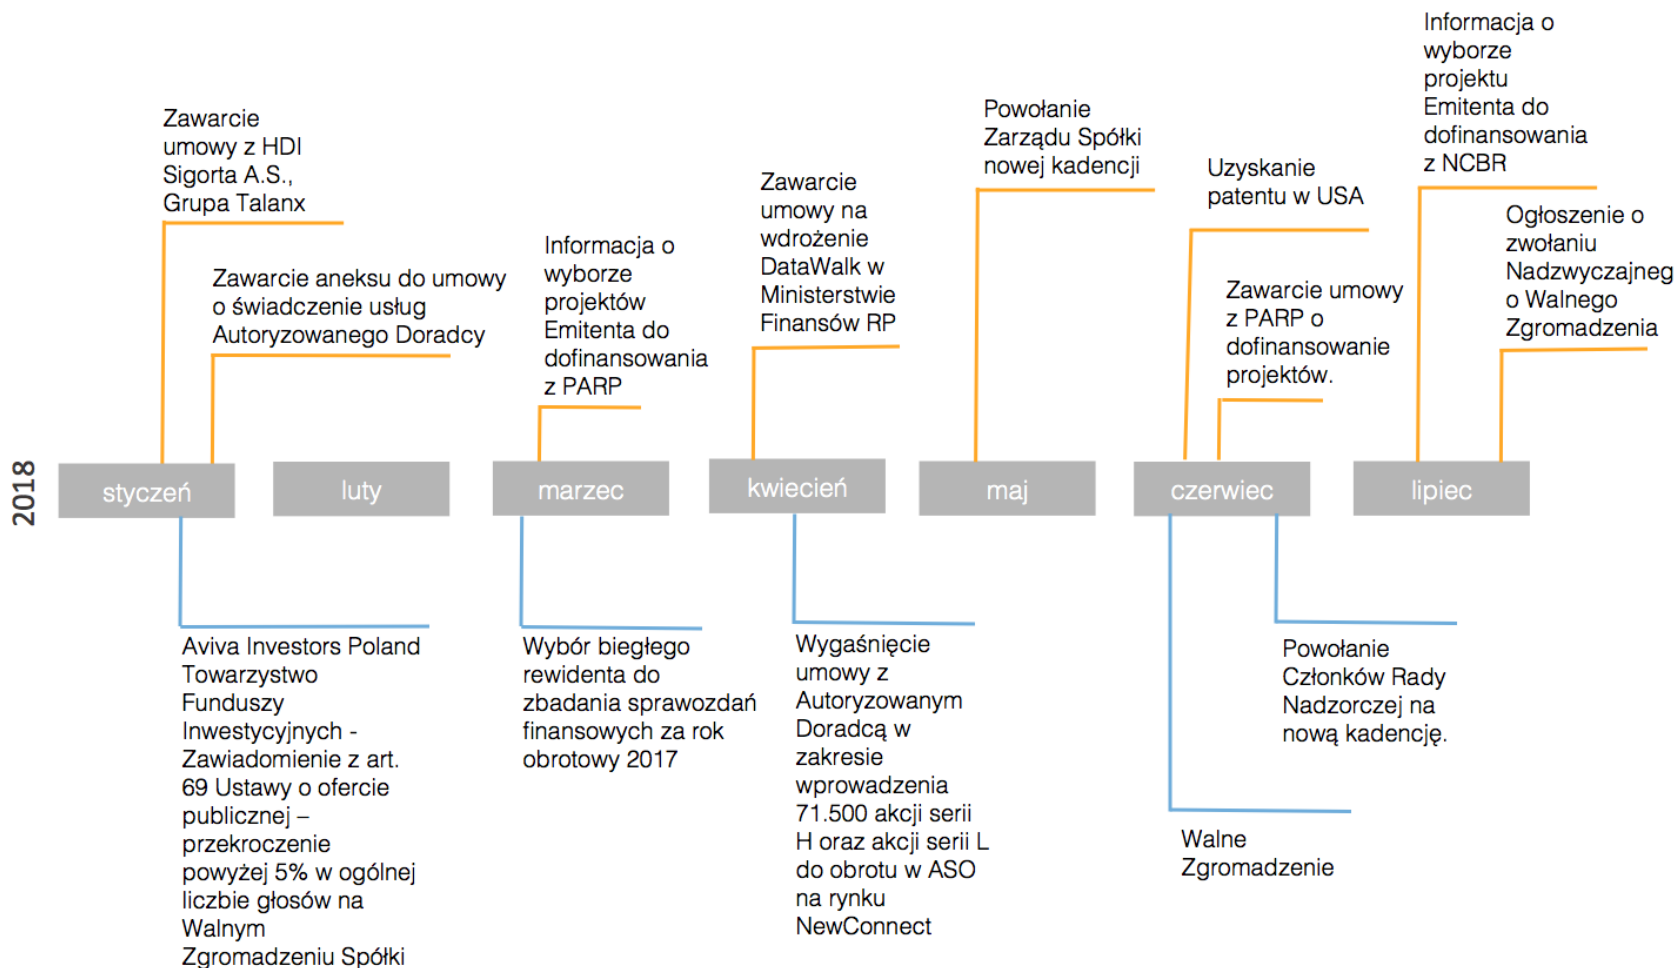 Zawarcie
umowy z HDI
Sigorta A.S.,
Grupa Talanx
Zawarcie aneksu do umowy
o świadczenie usług
Autoryzowanego Doradcy
Informacja o
wyborze
projektów
Emitenta do
dofinansowania
z PARP
Zawarcie
umowy na
wdrożenie
DataWalk w
Ministerstwie
Finansów RP
Powołanie
Zarządu Spółki
nowej kadencji
Uzyskanie
patentu w USA
Zawarcie umowy
z PARP o
dofinansowanie
projektów.
Informacja o
wyborze
projektu
Emitenta do
dofinansowania
z NCBR
Ogłoszenie o
zwołaniu
Nadzwyczajneg
o Walnego
Zgromadzenia
2018
styczeń
luty
marzec
kwiecień
maj
czerwiec
lipiec
Aviva Investors Poland
Towarzystwo
Funduszy
Inwestycyjnych -
Zawiadomienie z art.
69 Ustawy o ofercie
publicznej –
przekroczenie
powyżej 5% w ogólnej
liczbie głosów na
Walnym
Zgromadzeniu Spółki
Wybór biegłego
rewidenta do
zbadania sprawozdań
finansowych za rok
obrotowy 2017
Wygaśnięcie
umowy z
Autoryzowanym
Doradcą w
zakresie
wprowadzenia
71.500 akcji serii
H oraz akcji serii L
do obrotu w ASO
na rynku
NewConnect
Walne
Zgromadzenie
Powołanie
Członków Rady
Nadzorczej na
nową kadencję.